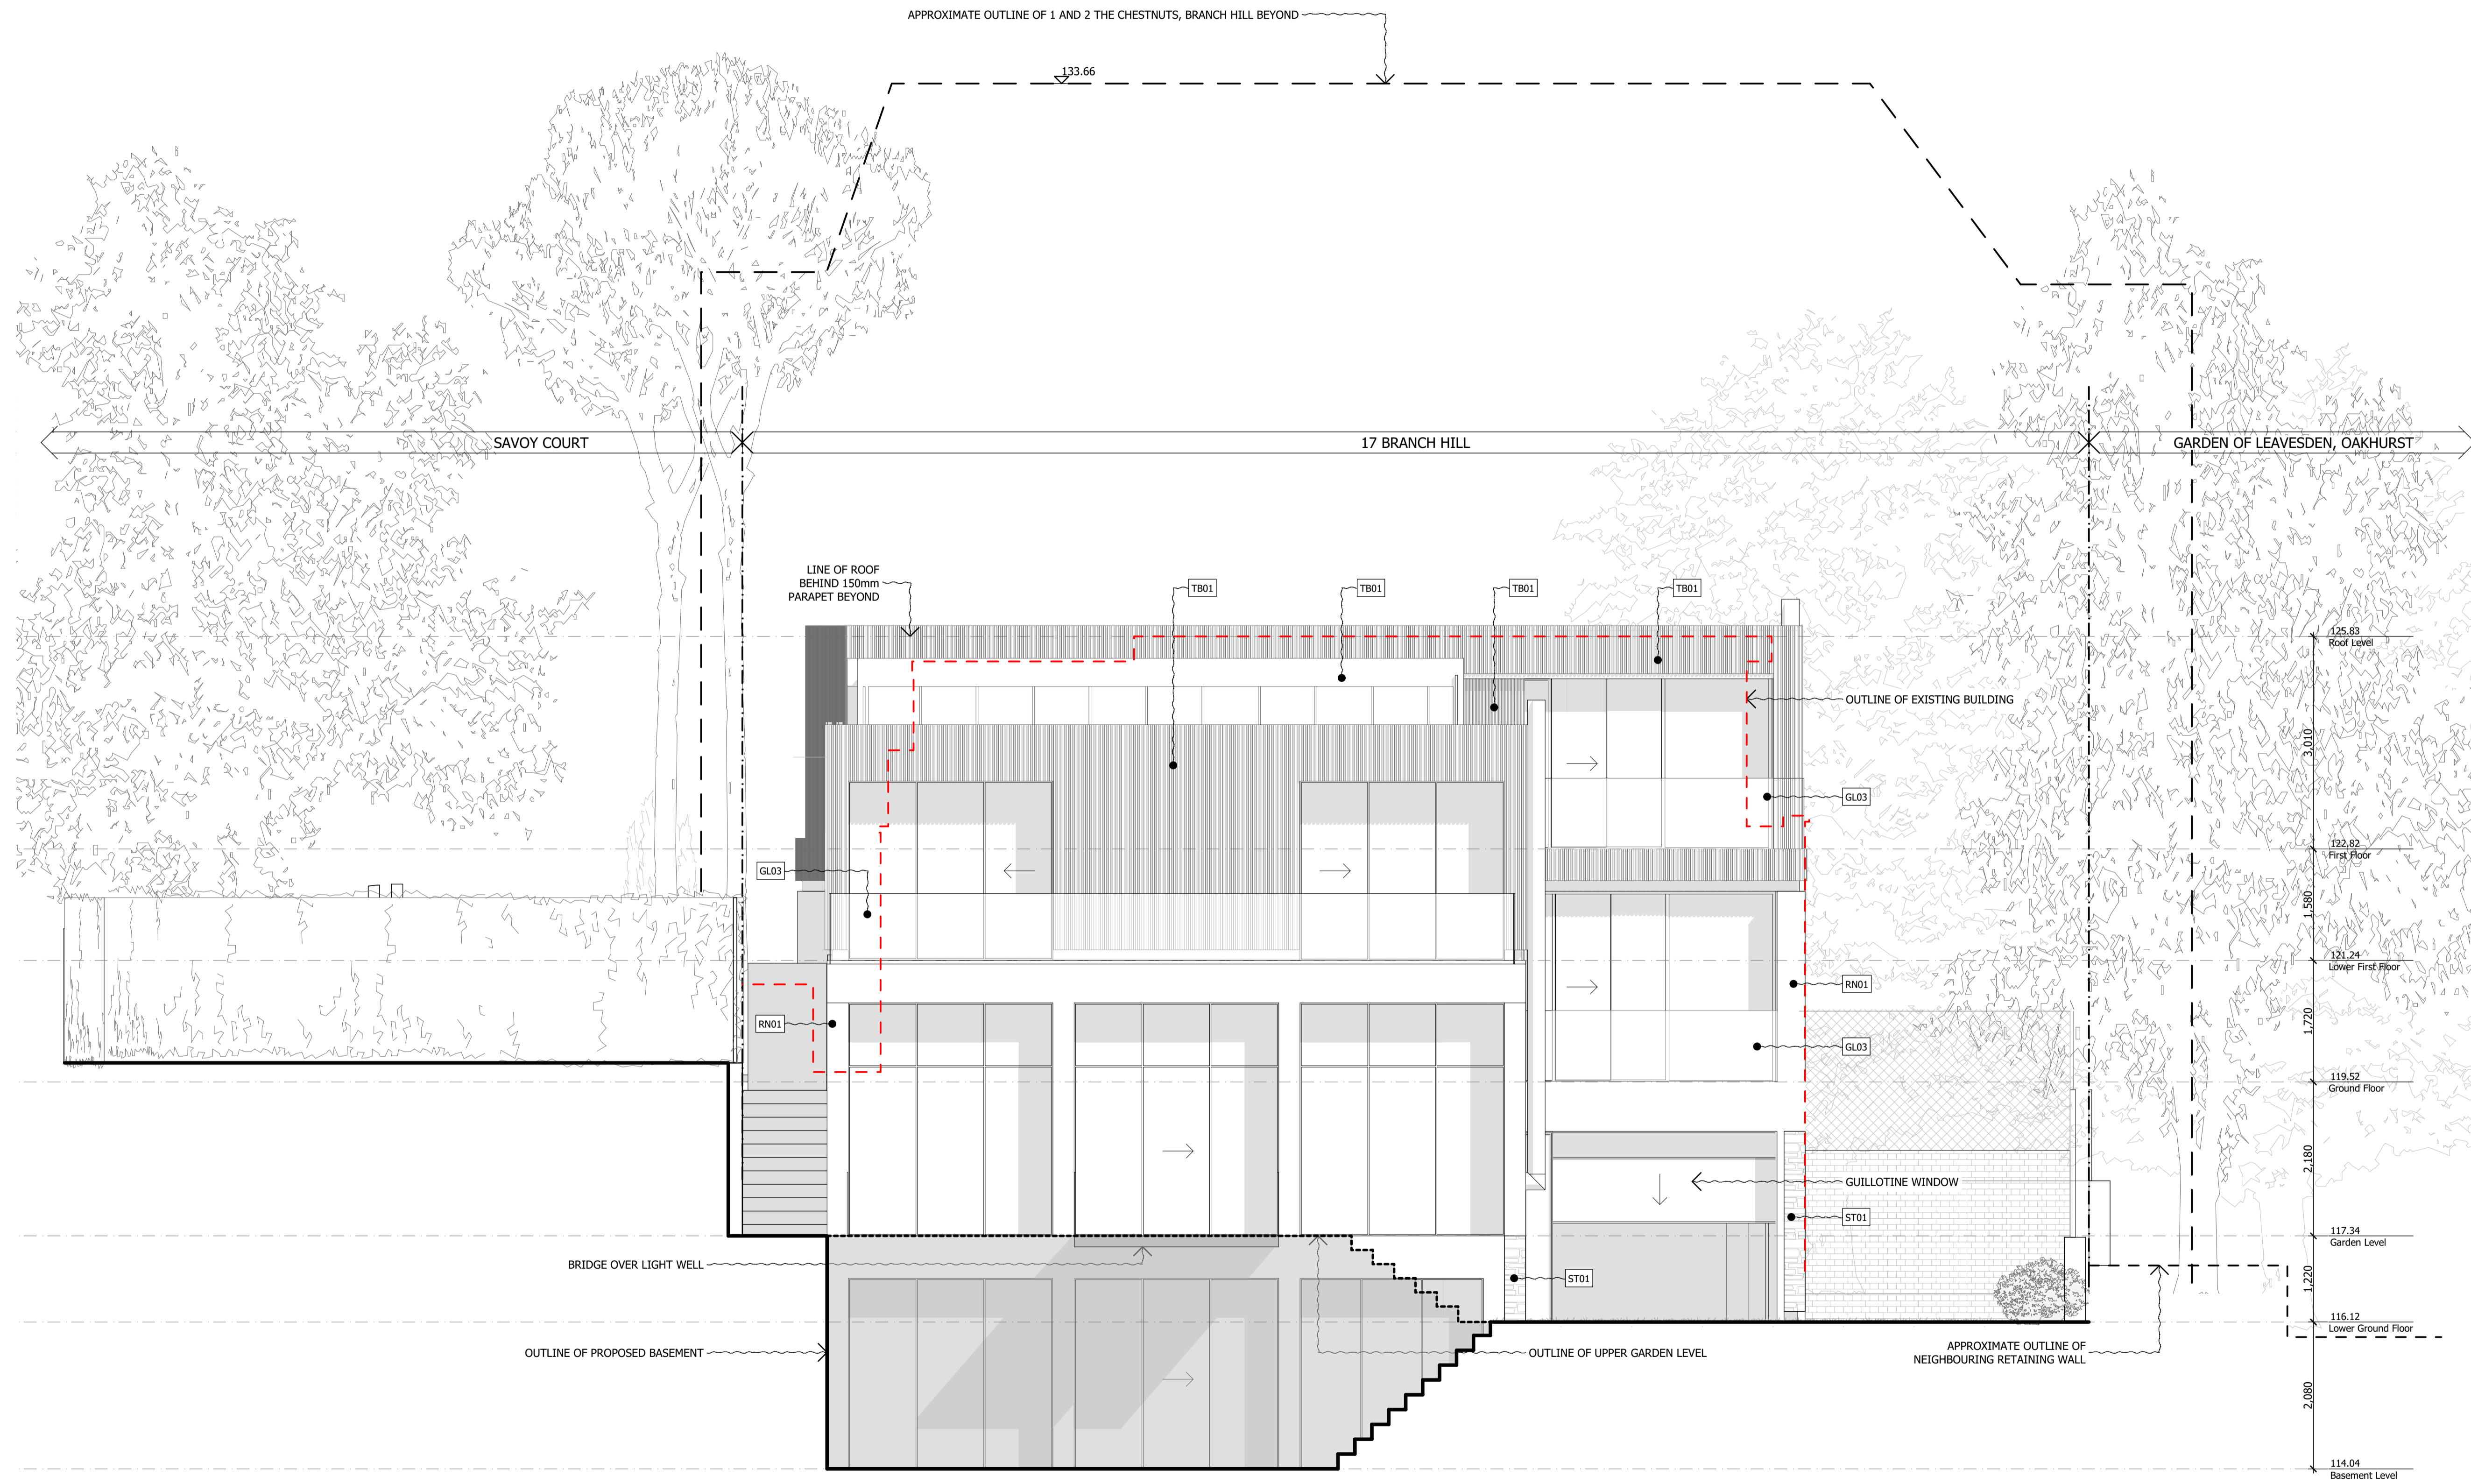 APPROXIMATE OUTLINE OF 1 AND 2 THE CHESTNUTS, BRANCH HILL BEYOND
133.66
SAVOY COURT
17 BRANCH HILL
GARDEN OF LEAVESDEN, OAKHURST
LINE OF ROOF
BEHIND 150mm
PARAPET BEYOND
TB01
TB01
TB01
TB01
125.83
Roof Level
OUTLINE OF EXISTING BUILDING
3,010
GL03
122.82
First Floor
GL03
1,580
121.24
Lower First Floor
RN01
RN01
1,720
GL03
119.52
Ground Floor
2,180
GUILLOTINE WINDOW
ST01
117.34
Garden Level
BRIDGE OVER LIGHT WELL
ST01
1,220
116.12
Lower Ground Floor
OUTLINE OF PROPOSED BASEMENT
OUTLINE OF UPPER GARDEN LEVEL
APPROXIMATE OUTLINE OF
NEIGHBOURING RETAINING WALL
2,080
114.04
Basement Level